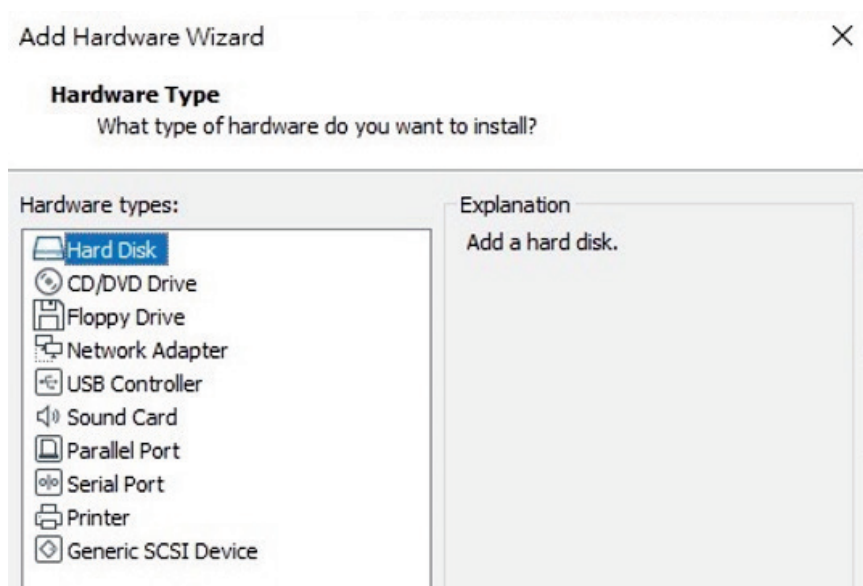 Add Hardware Wizard
Hardware Type
What type of hardware do you want to install?
Hardware types:
Hard Disk
CD/DVD Drive
Floppy Drive
Network Adapter
USB Controller
Sound Card
Parallel Port
Serial Port
Printer
Generic SCSI Device
Explanation
Add a hard disk.